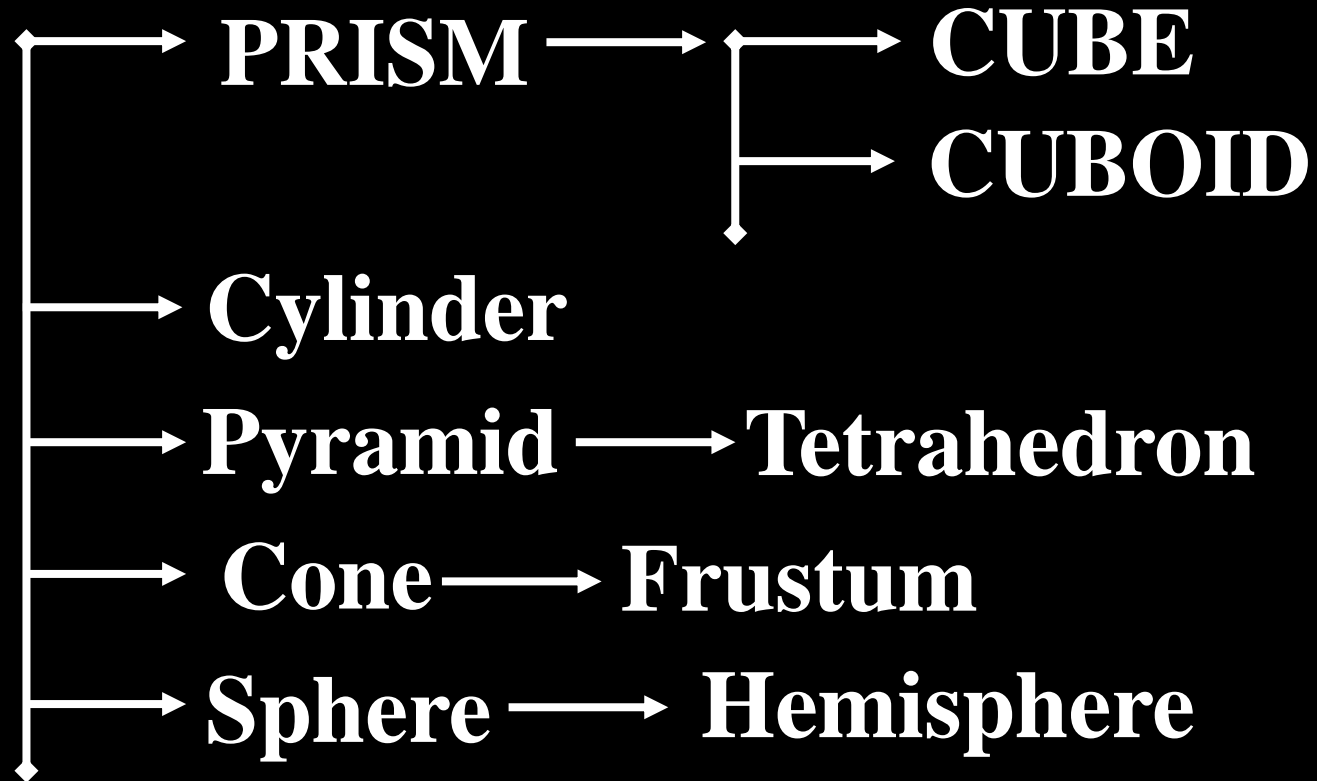 PRISM CUBE
CUBOID
Cylinder
Pyramid Tetrahedron
Cone Frustum
Sphere Hemisphere